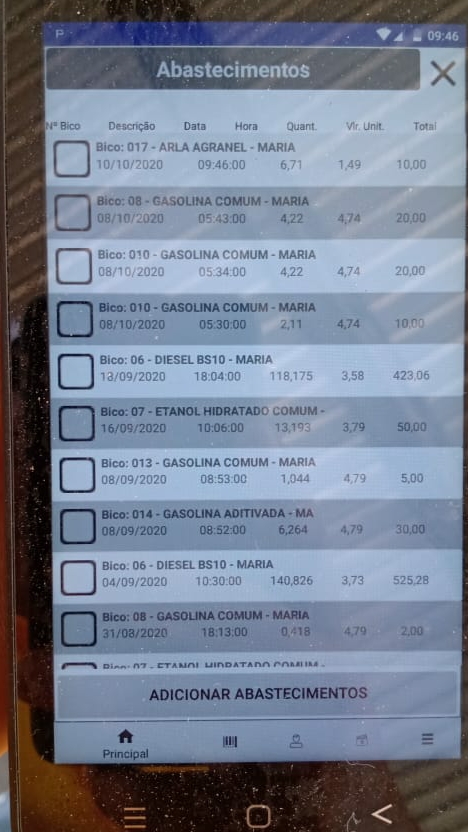 09:46
Abastecimentos
Nº Bico Descrição Data Hora Quant. Vlr. Unit. Total
Bico: 017 - ARLA AGRANEL - MARIA
10/10/2020 09:46:00 6,71 1,49 10,00
Bico: 08 - GASOLINA COMUM - MARIA
08/10/2020 05:43:00 4,22 4,74 20,00
Bico: 010 - GASOLINA COMUM - MARIA
08/10/2020 05:34:00 4,22 4,74 20,00
Bico: 010 - GASOLINA COMUM - MARIA
08/10/2020 05:30:00 2,11 4,74 10,00
Bico: 06 - DIESEL BS10 - MARIA
13/09/2020 18:04:00 118,175 3,58 423,06
Bico: 07 - ETANOL HIDRATADO COMUM -
16/09/2020 10:06:00 13,193 3,79 50,00
Bico: 013 - GASOLINA COMUM - MARIA
08/09/2020 08:53:00 1,044 4,79 5,00
Bico: 014 - GASOLINA ADITIVADA - MA
08/09/2020 08:52:00 6,264 4,79 30,00
Bico: 06 - DIESEL BS10 - MARIA
04/09/2020 10:30:00 140,826 3,73 525,28
Bico: 08 - GASOLINA COMUM - MARIA
31/08/2020 18:13:00 0,418 4,79 2,00
Bico: 07 - ETANOL HIDRATADO COMUM -
ADICIONAR ABASTECIMENTOS
Principal